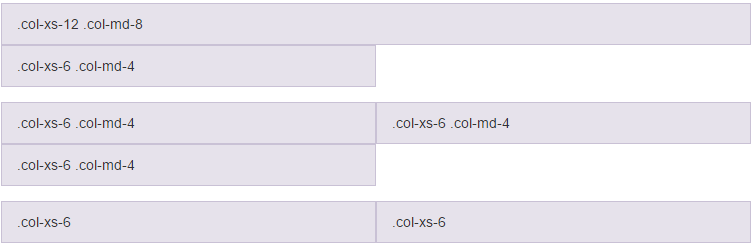 .col-xs-12 .col-md-8
.col-xs-6 .col-md-4
.col-xs-6 .col-md-4 .col-xs-6 .col-md-4
.col-xs-6 .col-md-4
.col-xs-6 .col-xs-6